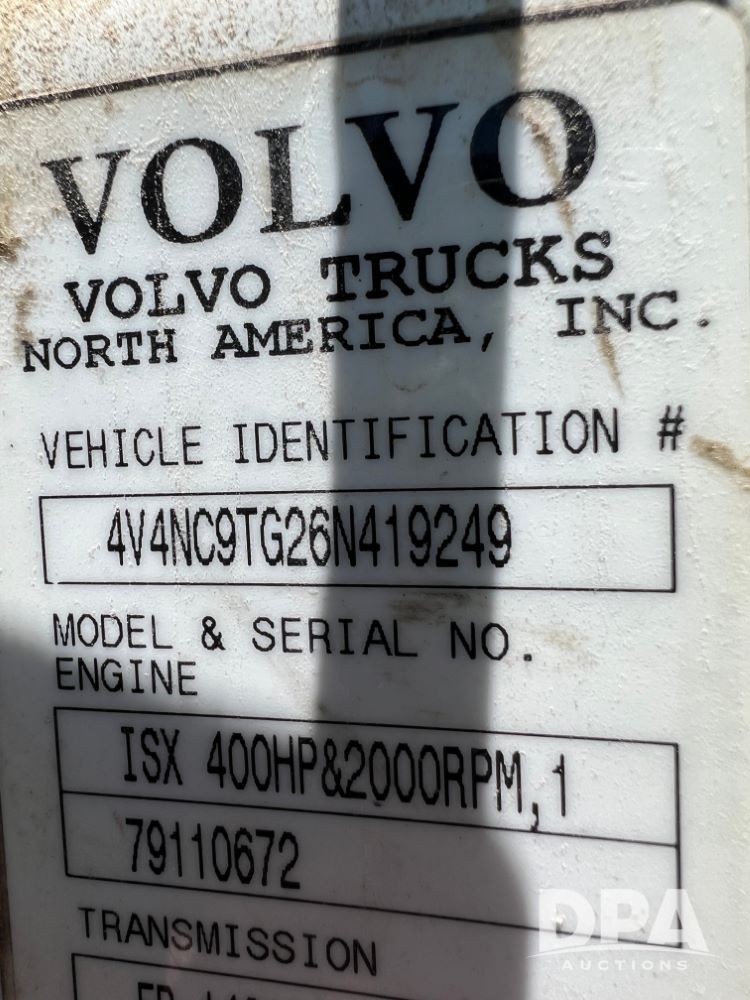 VOLVO
VOLVO TRUCKS
NORTH AMERICA, INC.
VEHICLE IDENTIFICATION #
4V4NC9TG26N419249
MODEL & SERIAL NO.
ENGINE
ISX 400HP&2000RPM,1
79110672
TRANSMISSION
DPA
AUCTIONS